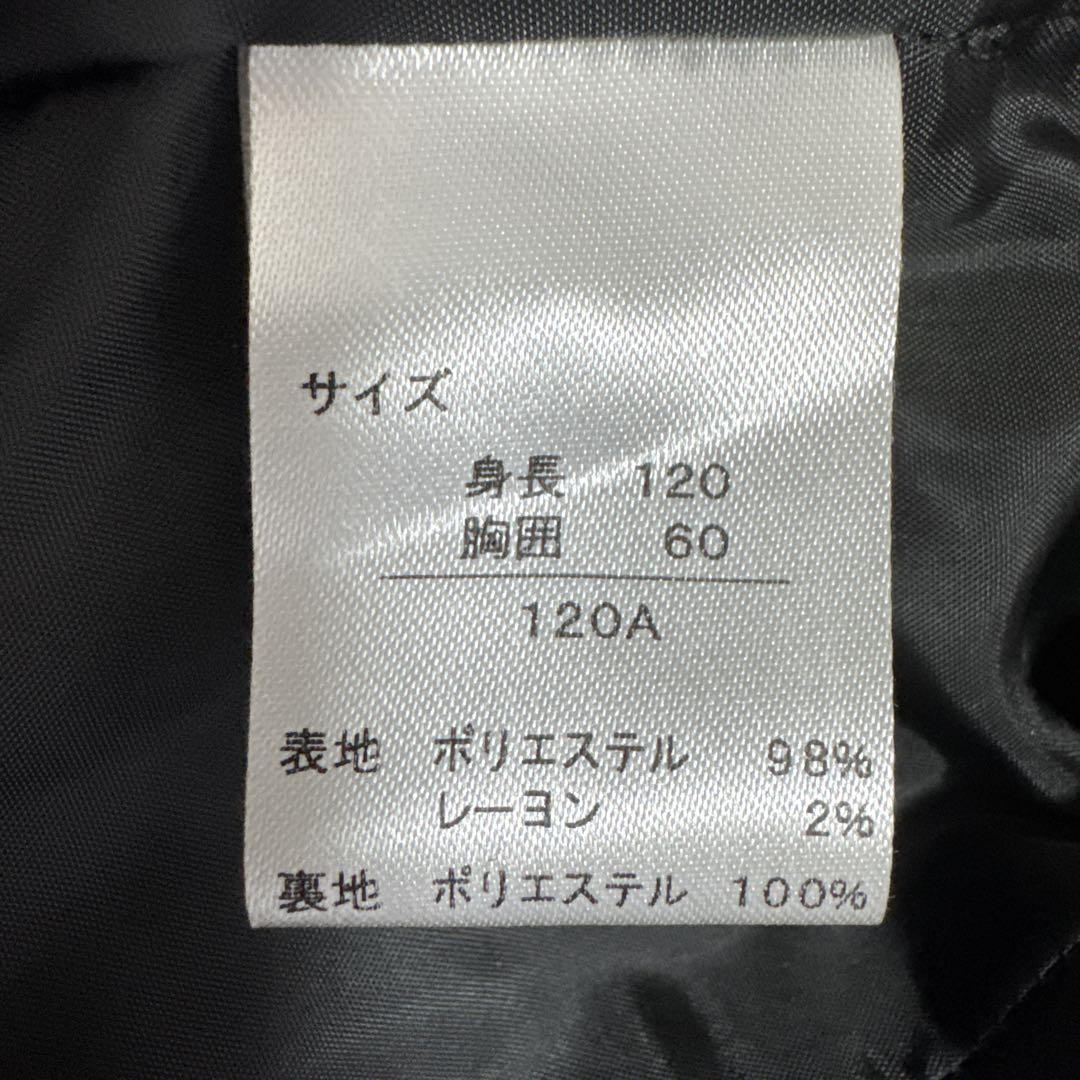 サイズ
身長 120
胸囲 60
120A
表地 ポリエステル 98%
レーヨン 2%
裏地 ポリエステル 100%